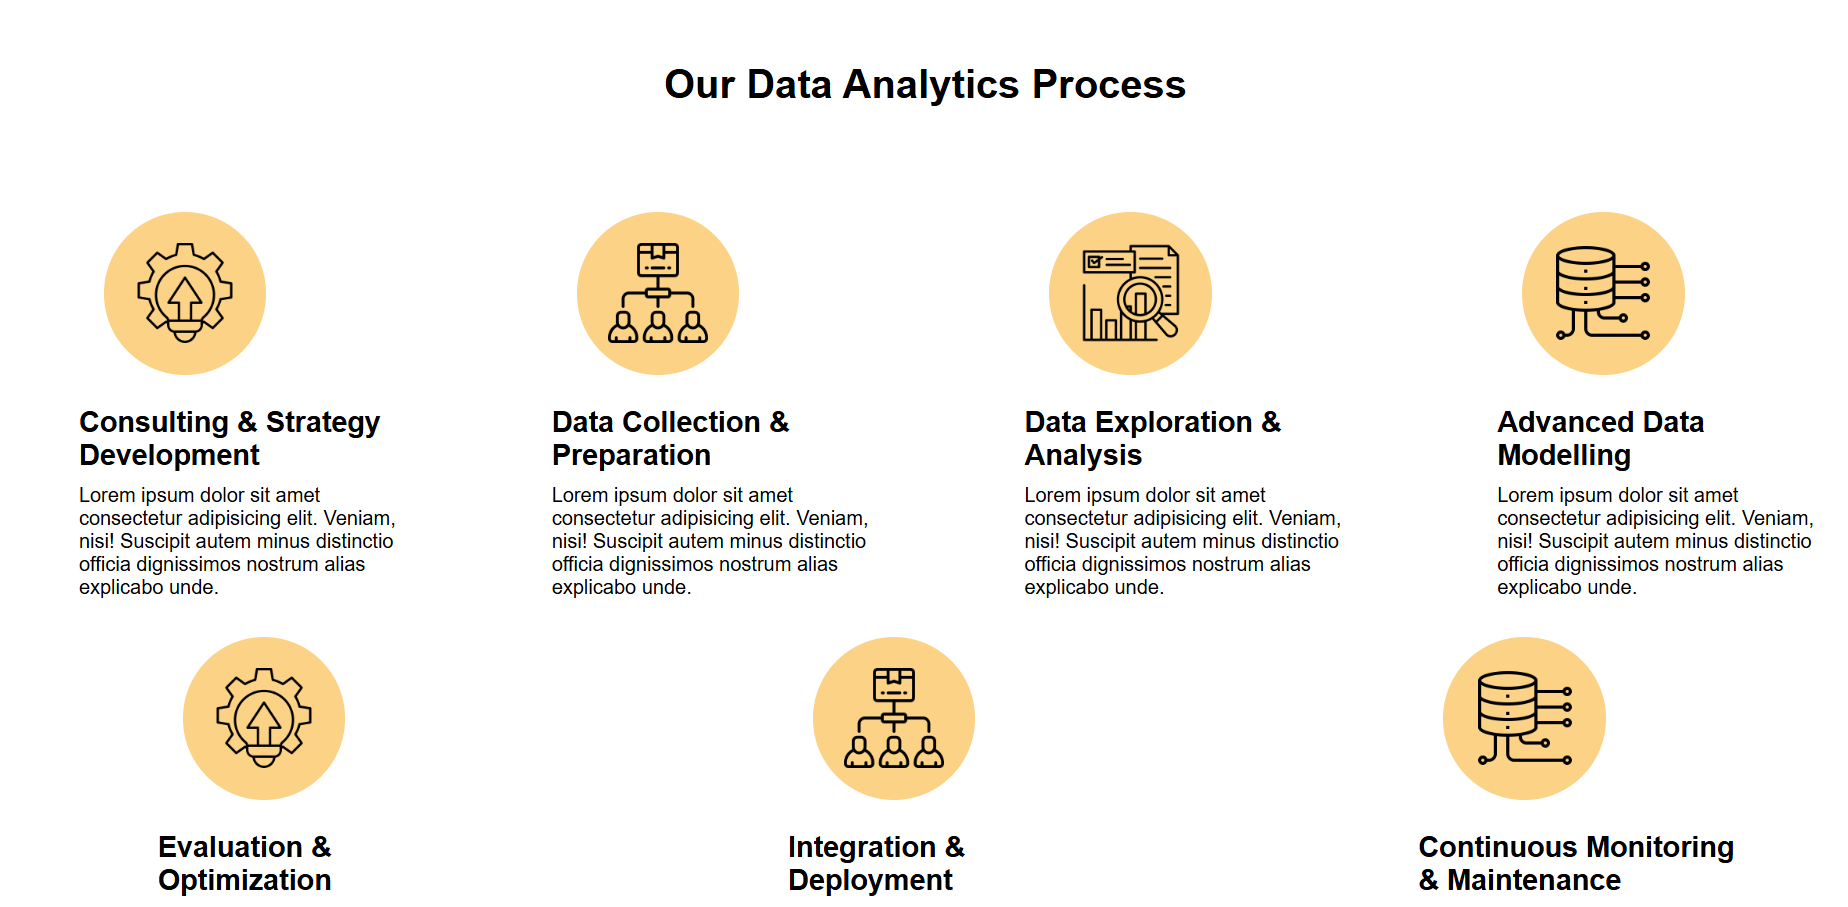 Our Data Analytics Process
Consulting & Strategy
Development
Lorem ipsum dolor sit amet
consectetur adipisicing elit. Veniam,
nisi! Suscipit autem minus distinctio
officia dignissimos nostrum alias
explicabo unde.
Data Collection &
Preparation
Lorem ipsum dolor sit amet
consectetur adipisicing elit. Veniam,
nisi! Suscipit autem minus distinctio
officia dignissimos nostrum alias
explicabo unde.
Data Exploration &
Analysis
Lorem ipsum dolor sit amet
consectetur adipisicing elit. Veniam,
nisi! Suscipit autem minus distinctio
officia dignissimos nostrum alias
explicabo unde.
Advanced Data
Modelling
Lorem ipsum dolor sit amet
consectetur adipisicing elit. Veniam,
nisi! Suscipit autem minus distinctio
officia dignissimos nostrum alias
explicabo unde.
Evaluation &
Optimization
Integration &
Deployment
Continuous Monitoring
& Maintenance